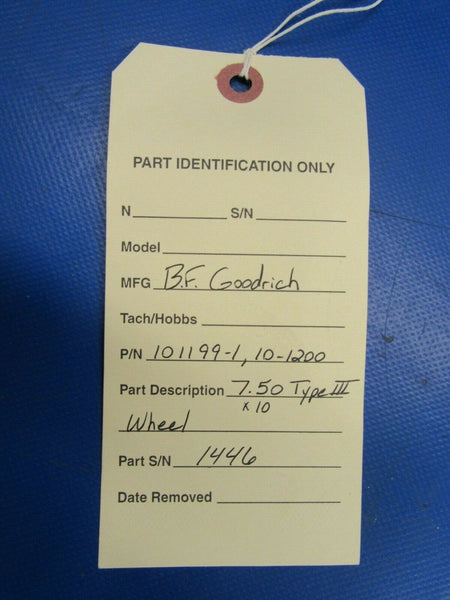 PART IDENTIFICATION ONLY
N S/N
Model
MFG B.F. Goodrich
Tach/Hobbs
P/N 101199-1, 10-1200
Part Description 7.50 Type III
x 10
Wheel
Part S/N 1446
Date Removed